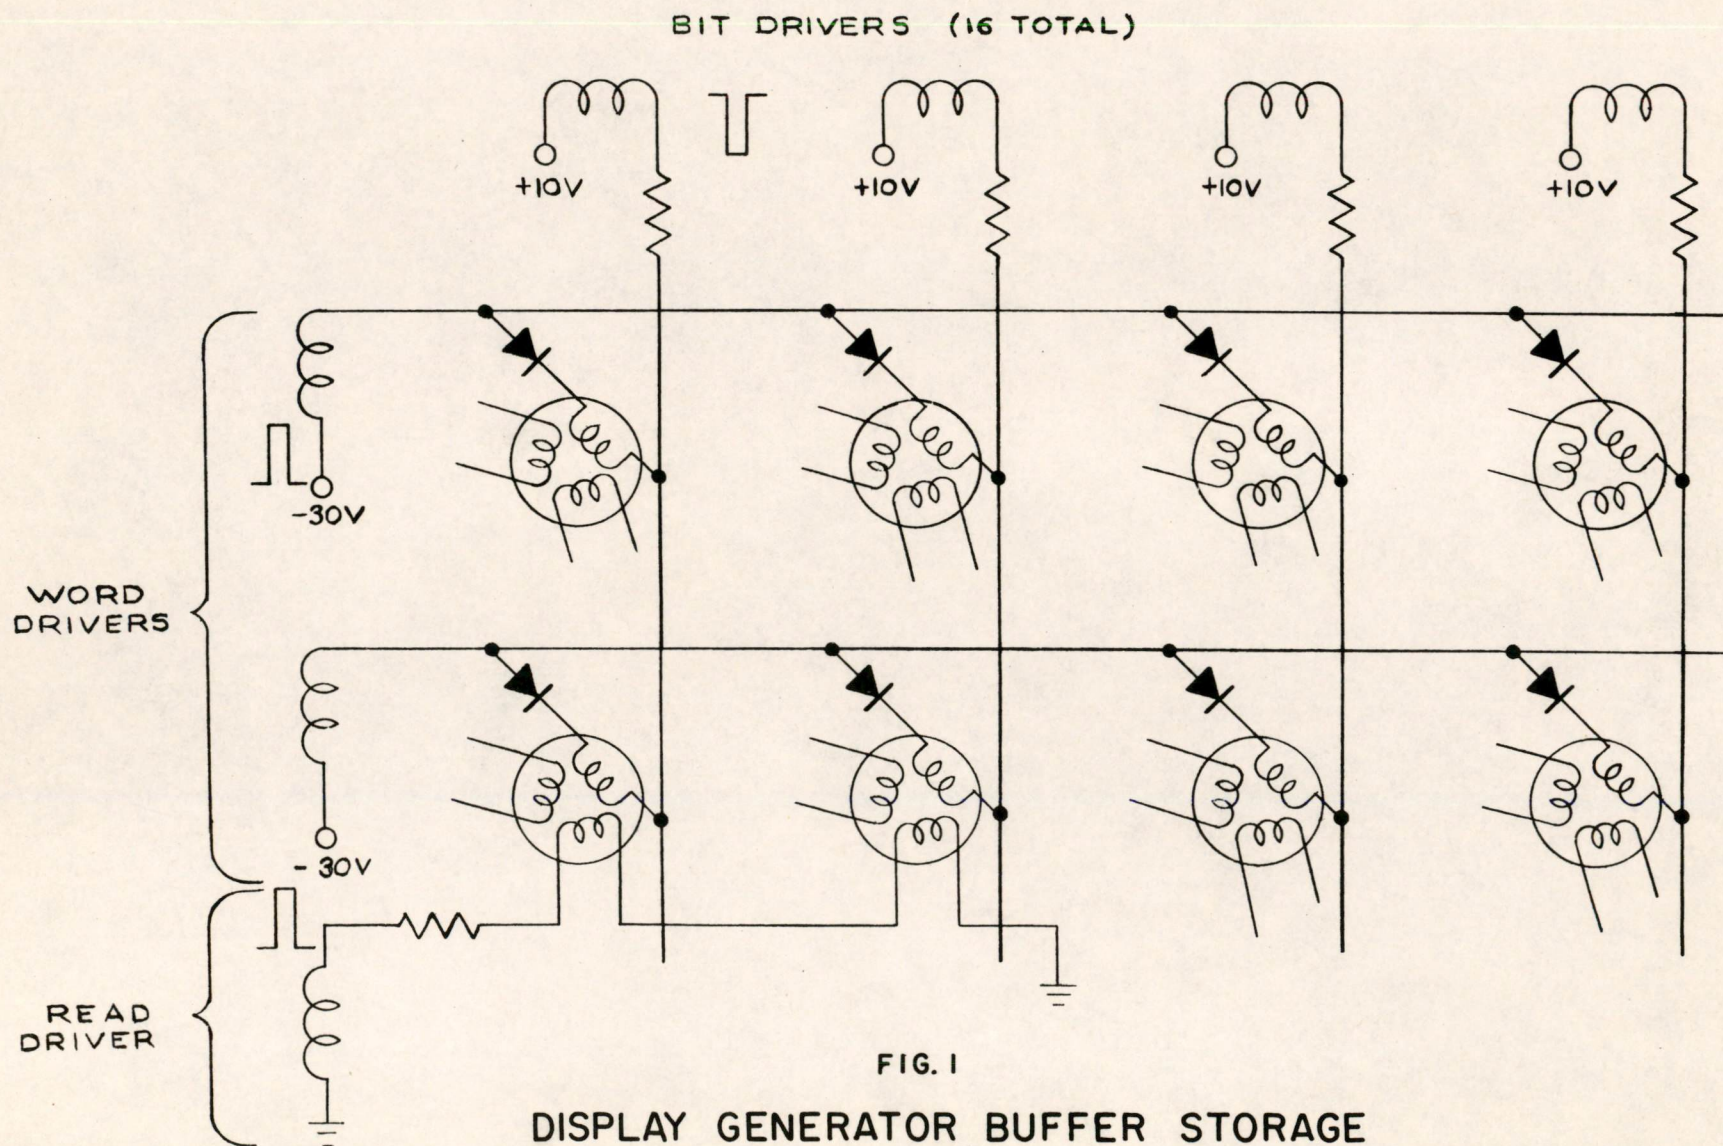 BIT DRIVERS (16 TOTAL)
+10V
+10V
+10V
+10V
-30V
WORD
DRIVERS
- 30V
READ
DRIVER
FIG. 1
DISPLAY GENERATOR BUFFER STORAGE